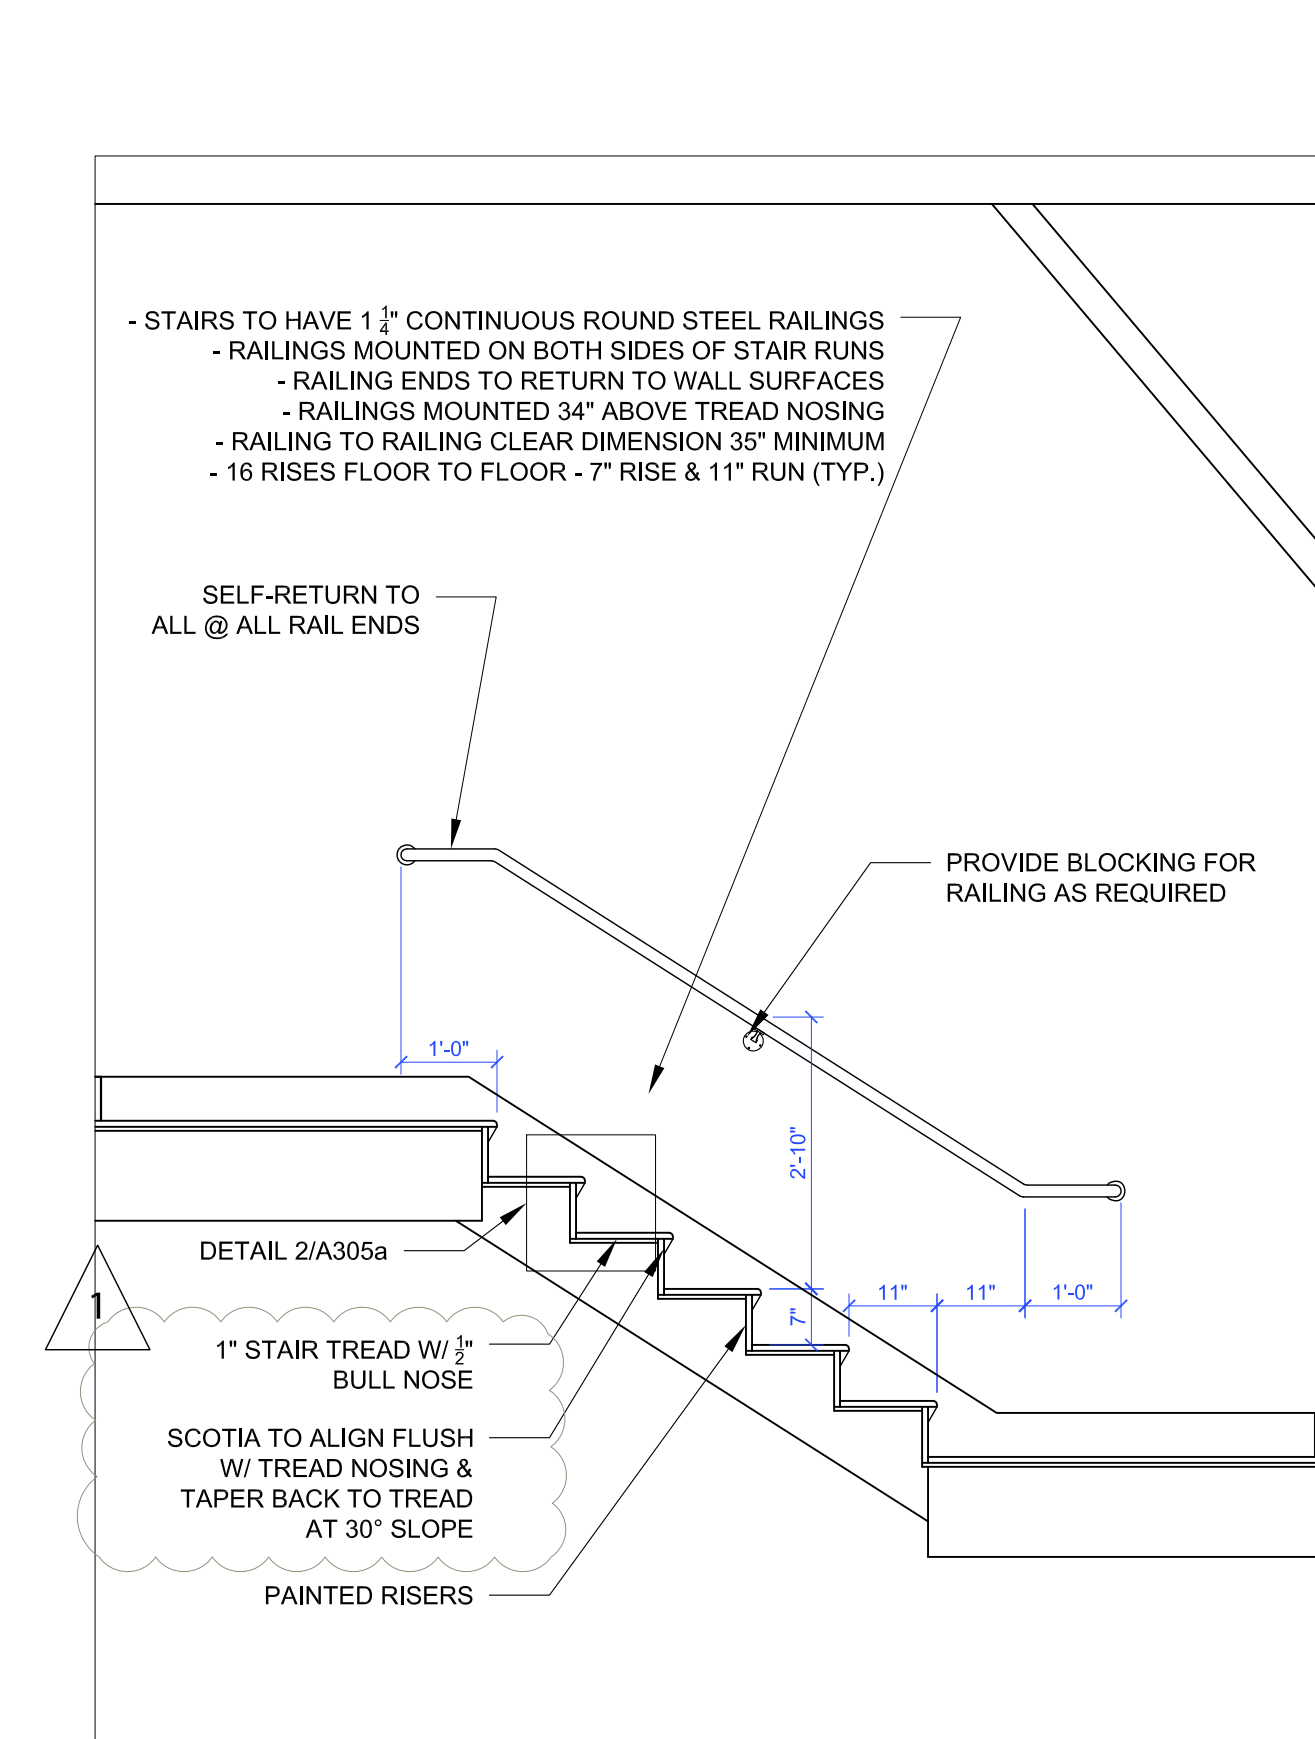 - STAIRS TO HAVE 1 1/4" CONTINUOUS ROUND STEEL RAILINGS
- RAILINGS MOUNTED ON BOTH SIDES OF STAIR RUNS
- RAILING ENDS TO RETURN TO WALL SURFACES
- RAILINGS MOUNTED 34" ABOVE TREAD NOSING
- RAILING TO RAILING CLEAR DIMENSION 35" MINIMUM
- 16 RISES FLOOR TO FLOOR - 7" RISE & 11" RUN (TYP.)
SELF-RETURN TO
ALL @ ALL RAIL ENDS
PROVIDE BLOCKING FOR
RAILING AS REQUIRED
1'-0"
2'-10"
DETAIL 2/A305a
11"
11"
1'-0"
7"
1
1" STAIR TREAD W/ 1/2"
BULL NOSE
SCOTIA TO ALIGN FLUSH
W/ TREAD NOSING &
TAPER BACK TO TREAD
AT 30° SLOPE
PAINTED RISERS